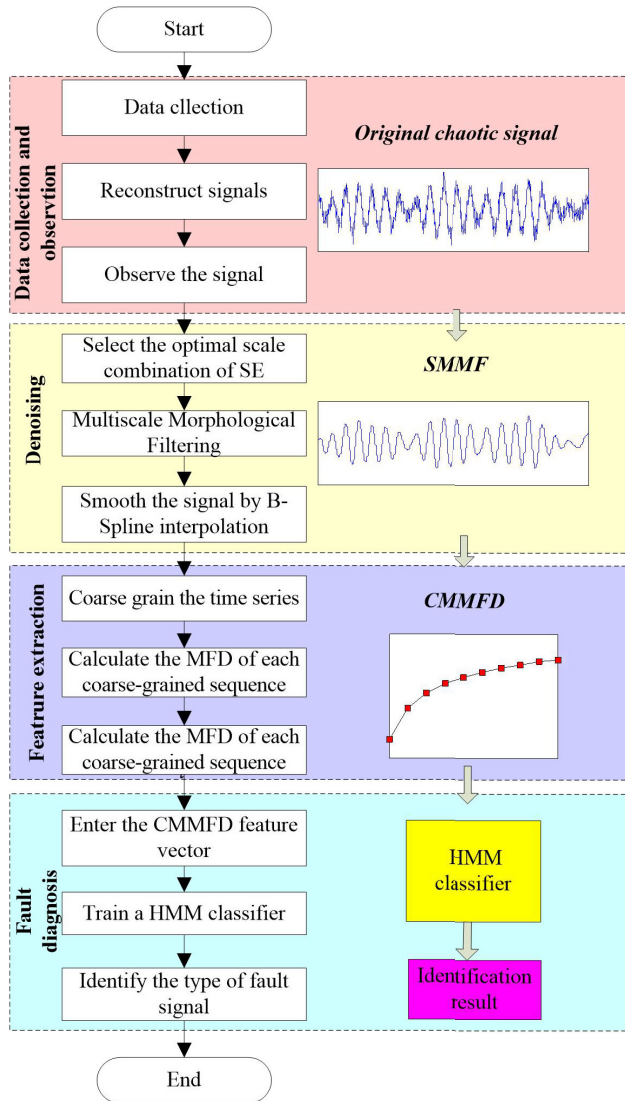 Start
Data collection and
observtion
Data cllection
Reconstruct signals
Observe the signal
Original chaotic signal
Denoising
Select the optimal scale
combination of SE
Multiscale Morphological
Filtering
Smooth the signal by B-
Spline interpolation
SMMF
Featrure extraction
Coarse grain the time series
Calculate the MFD of each
coarse-grained sequence
Calculate the MFD of each
coarse-grained sequence
CMMFD
Fault
diagnosis
Enter the CMMFD feature
vector
Train a HMM classifier
Identify the type of fault
signal
HMM
classifier
Identification
result
End